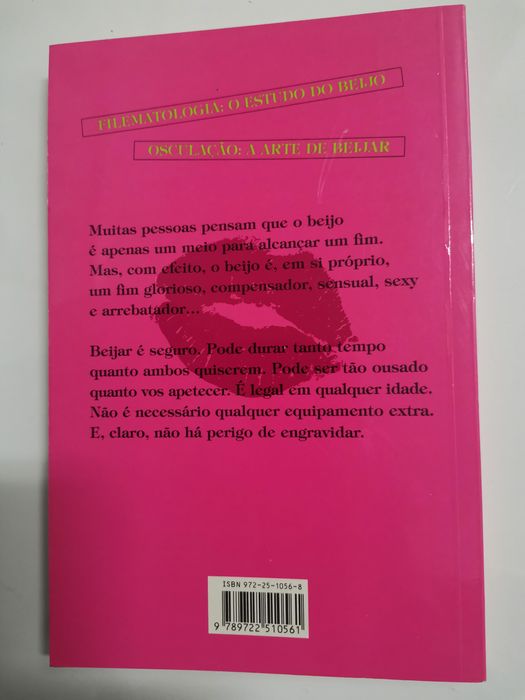 FILEMATOLOGIA: O ESTUDO DO BEIJO
OSCULAÇÃO: A ARTE DE BEIJAR
Muitas pessoas pensam que o beijo
é apenas um meio para alcançar um fim.
Mas, com efeito, o beijo é, em si próprio,
um fim glorioso, compensador, sensual, sexy
e arrebatador...
Beijar é seguro. Pode durar tanto tempo
quanto ambos quiserem. Pode ser tão ousado
quanto vos apetecer. É legal em qualquer idade.
Não é necessário qualquer equipamento extra.
E, claro, não há perigo de engravidar.
ISBN 972-25-1056-8
9 789722 510561